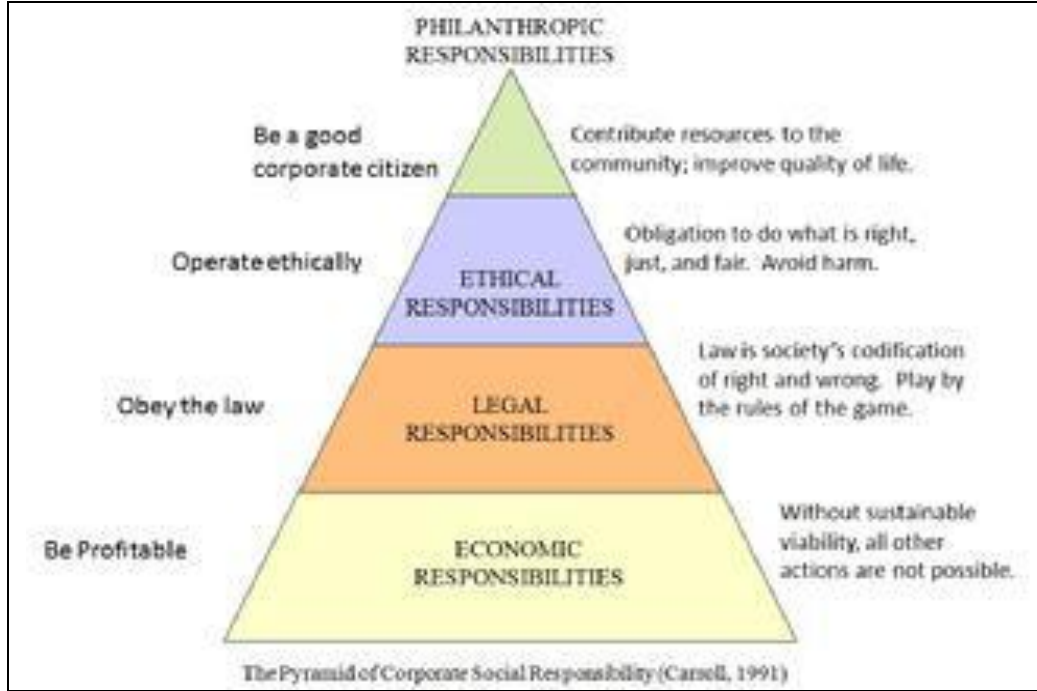 PHILANTHROPIC
RESPONSIBILITIES
Be a good
corporate citizen
Contribute resources to the
community; improve quality of life.
Operate ethically
ETHICAL
RESPONSIBILITIES
Obligation to do what is right,
just, and fair. Avoid harm.
Obey the law
LEGAL
RESPONSIBILITIES
Law is society"s codification
of right and wrong. Play by
the rules of the game.
Be Profitable
ECONOMIC
RESPONSIBILITIES
Without sustainable
viability, all other
actions are not possible.
The Pyramid of Corporate Social Responsibility (Carroll, 1991)